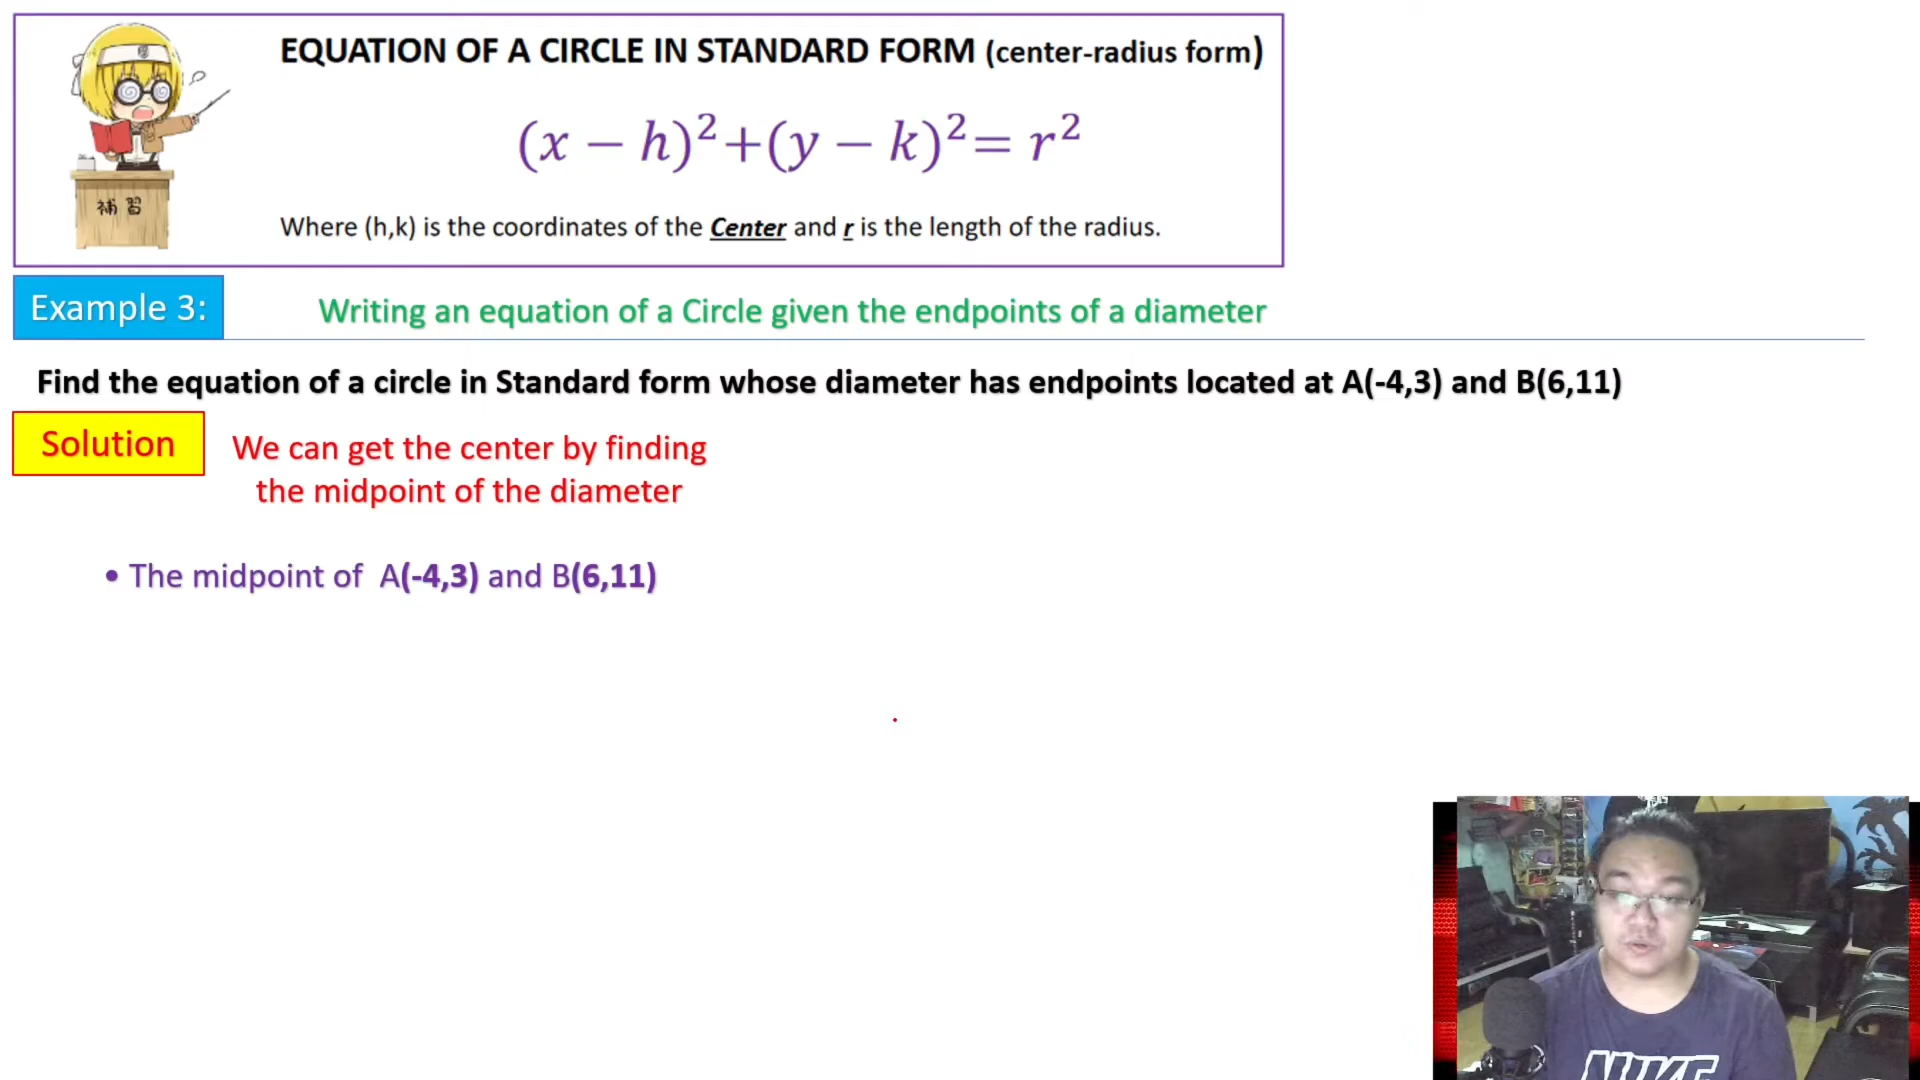 EQUATION OF A CIRCLE IN STANDARD FORM (center-radius form)
(x − h)²+(y − k)²= r²
補習
Where (h,k) is the coordinates of the Center and r is the length of the radius.
Example 3:
Writing an equation of a Circle given the endpoints of a diameter
Find the equation of a circle in Standard form whose diameter has endpoints located at A(-4,3) and B(6,11)
Solution
We can get the center by finding
the midpoint of the diameter
• The midpoint of A(-4,3) and B(6,11)
NIKE